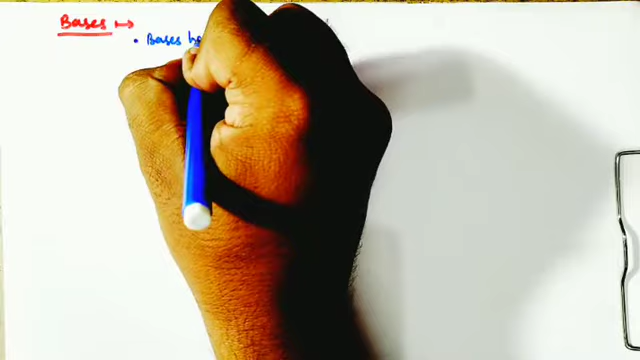 Bases ↦
• Bases